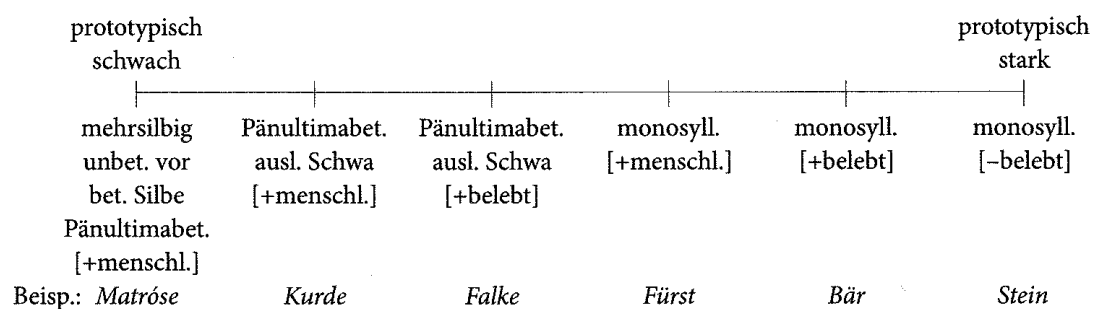 prototypisch prototypisch
schwach stark
mehrsilbig Pänultimabet. Pänultimabet. monosyll. monosyll. monosyll.
unbet. vor ausl. Schwa ausl. Schwa [+menschl.] [+belebt] [–belebt]
bet. Silbe [+menschl.] [+belebt]
Pänultimabet.
[+menschl.]
Beisp.: Matróse Kurde Falke Fürst Bär Stein